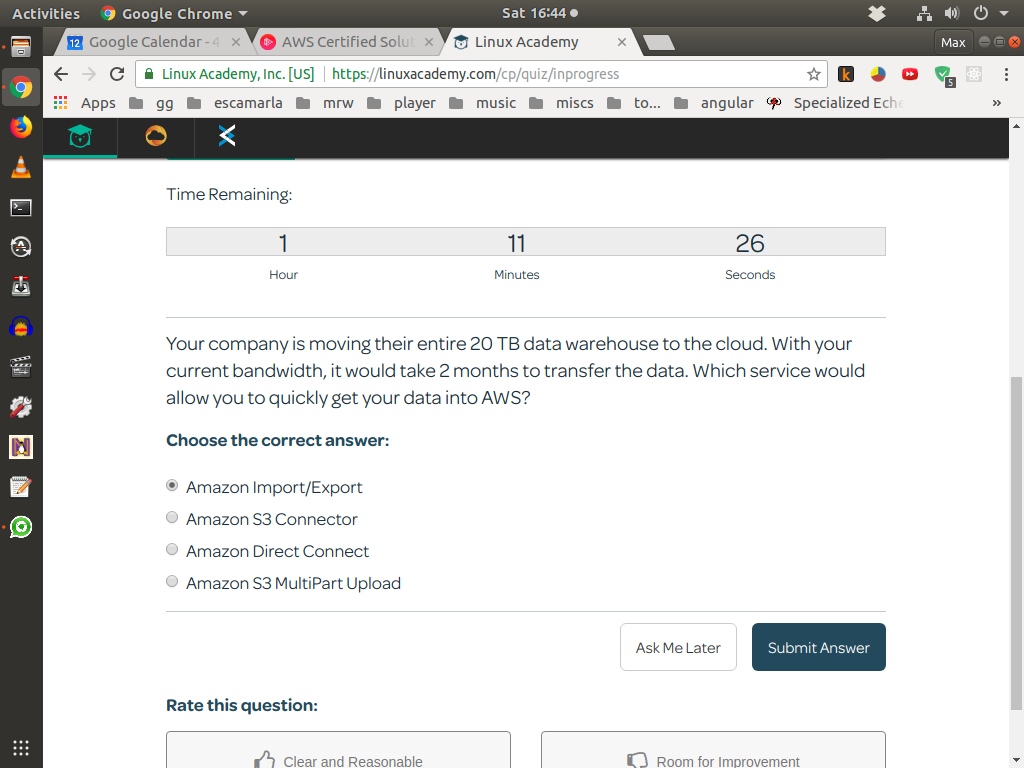 Activities Google Chrome Sat 16:44
12 Google Calendar - 4 AWS Certified Solut Linux Academy Max
Linux Academy, Inc. [US] https://linuxacademy.com/cp/quiz/inprogress k 5
Apps gg escamarla mrw player music miscs to... angular Specialized Eche »
Time Remaining:
1 11 26
Hour Minutes Seconds
Your company is moving their entire 20 TB data warehouse to the cloud. With your
current bandwidth, it would take 2 months to transfer the data. Which service would
allow you to quickly get your data into AWS?
Choose the correct answer:
Amazon Import/Export
Amazon S3 Connector
Amazon Direct Connect
Amazon S3 MultiPart Upload
Ask Me Later Submit Answer
Rate this question:
Clear and Reasonable Room for Improvement